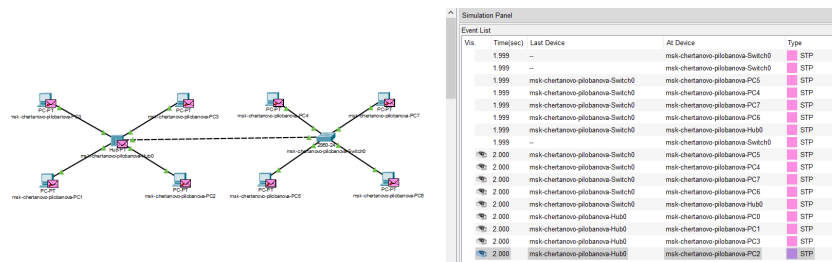 Simulation Panel
Event List
Vis. Time(sec) Last Device At Device Type
1.999 -- msk-chertanovo-pilobanova-Switch0 STP
1.999 -- msk-chertanovo-pilobanova-Switch0 STP
1.999 msk-chertanovo-pilobanova-Switch0 msk-chertanovo-pilobanova-PC5 STP
1.999 msk-chertanovo-pilobanova-Switch0 msk-chertanovo-pilobanova-PC4 STP
1.999 msk-chertanovo-pilobanova-Switch0 msk-chertanovo-pilobanova-PC7 STP
1.999 msk-chertanovo-pilobanova-Switch0 msk-chertanovo-pilobanova-PC6 STP
1.999 msk-chertanovo-pilobanova-Switch0 msk-chertanovo-pilobanova-Hub0 STP
1.999 -- msk-chertanovo-pilobanova-Switch0 STP
2.000 msk-chertanovo-pilobanova-Switch0 msk-chertanovo-pilobanova-PC5 STP
2.000 msk-chertanovo-pilobanova-Switch0 msk-chertanovo-pilobanova-PC4 STP
2.000 msk-chertanovo-pilobanova-Switch0 msk-chertanovo-pilobanova-PC7 STP
2.000 msk-chertanovo-pilobanova-Switch0 msk-chertanovo-pilobanova-PC6 STP
2.000 msk-chertanovo-pilobanova-Switch0 msk-chertanovo-pilobanova-Hub0 STP
2.000 msk-chertanovo-pilobanova-Hub0 msk-chertanovo-pilobanova-PC0 STP
2.000 msk-chertanovo-pilobanova-Hub0 msk-chertanovo-pilobanova-PC1 STP
2.000 msk-chertanovo-pilobanova-Hub0 msk-chertanovo-pilobanova-PC3 STP
2.000 msk-chertanovo-pilobanova-Hub0 msk-chertanovo-pilobanova-PC2 STP
PC-PT
PC-PT
msk-chertanovo-pilobanova-PC3
PC-PT
msk-chertanovo-pilobanova-PC4
PC-PT
msk-chertanovo-pilobanova-PC7
Hub-PT
msk-chertanovo-pilobanova-Hub0
2960-24
msk-chertanovo-pilobanova-Switch0
PC-PT
msk-chertanovo-pilobanova-PC1
PC-PT
msk-chertanovo-pilobanova-PC2
PC-PT
msk-chertanovo-pilobanova-PC5
PC-PT
msk-chertanovo-pilobanova-PC6